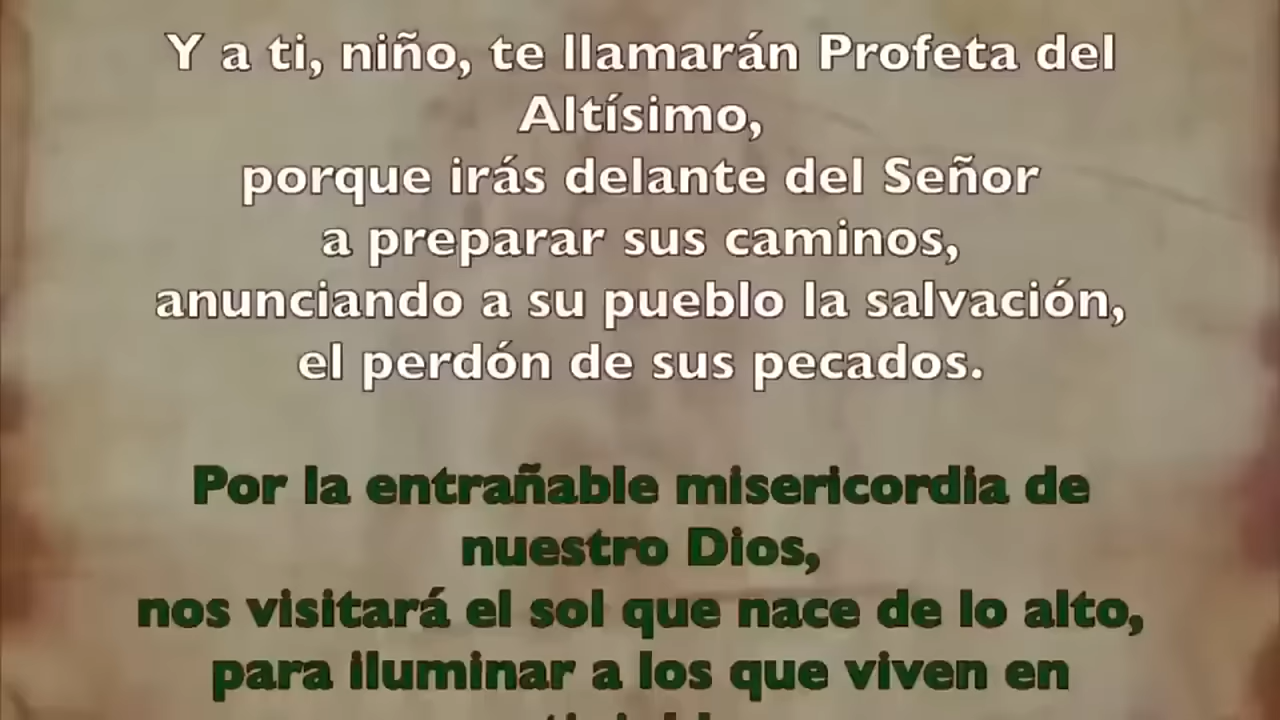 Y a ti, niño, te llamarán Profeta del
Altísimo,
porque irás delante del Señor
a preparar sus caminos,
anunciando a su pueblo la salvación,
el perdón de sus pecados.
Por la entrañable misericordia de
nuestro Dios,
nos visitará el sol que nace de lo alto,
para iluminar a los que viven en